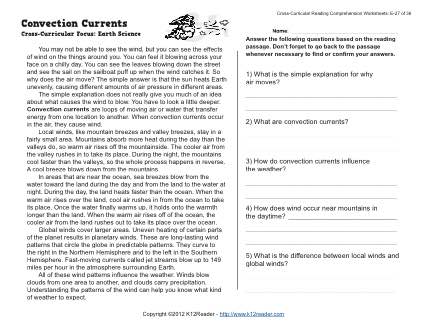 Cross-Curricular Reading Comprehension Worksheets: E-27 of 36
Convection Currents
Cross-Curricular Focus: Earth Science
You may not be able to see the wind, but you can see the effects
of wind on the things around you. You can feel it blowing across your
face on a chilly day. You can see the leaves blowing down the street
and see the sail on the sailboat puff up when the wind catches it. So
why does the air move? The simple answer is that the sun heats Earth
unevenly, causing different amounts of air pressure in different areas.
The simple explanation does not really give you much of an idea
about what causes the wind to blow. You have to look a little deeper.
Convection currents are loops of moving air or water that transfer
energy from one location to another. When convection currents occur
in the air, they cause wind.
Local winds, like mountain breezes and valley breezes, stay in a
fairly small area. Mountains absorb more heat during the day than the
valleys do, so warm air rises off the mountainside. The cooler air from
the valley rushes in to take its place. During the night, the mountains
cool faster than the valleys, so the whole process happens in reverse.
A cool breeze blows down from the mountains.
In areas that are near the ocean, sea breezes blow from the
water toward the land during the day and from the land to the water at
night. During the day, the land heats faster than the ocean. When the
warm air rises over the land, cool air rushes in from the ocean to take
its place. Once the water finally warms up, it holds onto the warmth
longer than the land. When the warm air rises off of the ocean, the
cooler air from the land rushes out to take its place over the ocean.
Global winds cover larger areas. Uneven heating of certain parts
of the planet results in planetary winds. These are long-lasting wind
patterns that circle the globe in predictable patterns. They curve to
the right in the Northern Hemisphere and to the left in the Southern
Hemisphere. Fast-moving currents called jet streams blow up to 149
miles per hour in the atmosphere surrounding Earth.
All of these wind patterns influence the weather. Winds blow
clouds from one area to another, and clouds carry precipitation.
Understanding the patterns of the wind can help you know what kind
of weather to expect.
Name:
Answer the following questions based on the reading
passage. Don't forget to go back to the passage
whenever necessary to find or confirm your answers.
1) What is the simple explanation for why
air moves?
2) What are convection currents?
3) How do convection currents influence
the weather?
4) How does wind occur near mountains in
the daytime?
5) What is the difference between local winds and
global winds?
Copyright ©2012 K12Reader - http://www.k12reader.com